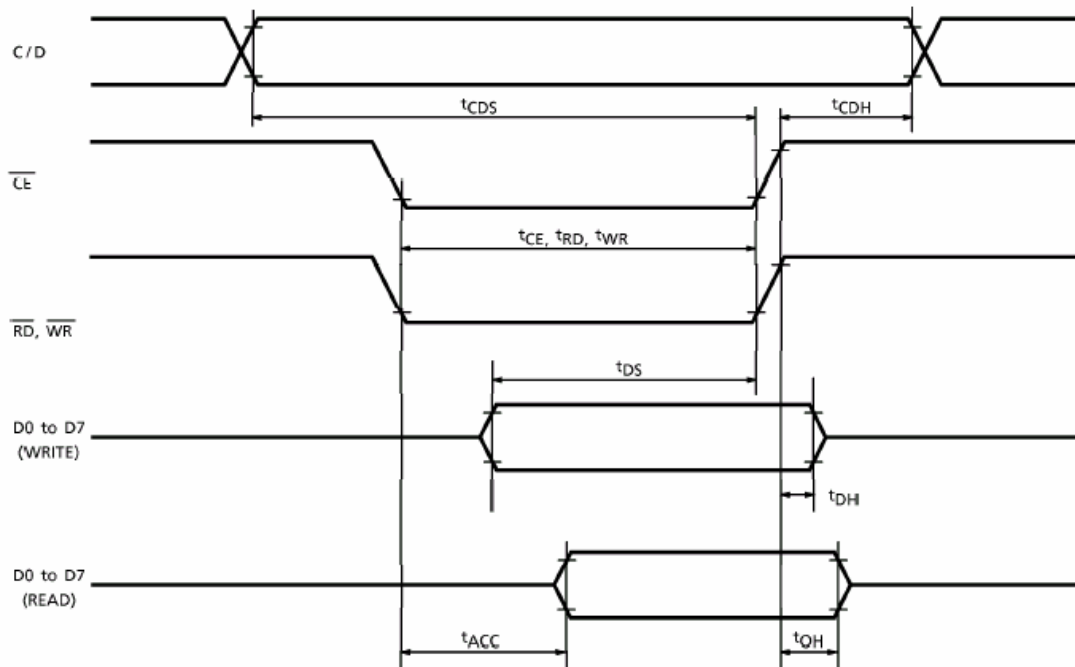 C/D
tCDS
tCDH
CE
tCE, tRD, tWR
RD, WR
tDS
D0 to D7
(WRITE)
tDH
D0 to D7
(READ)
tACC
tOH